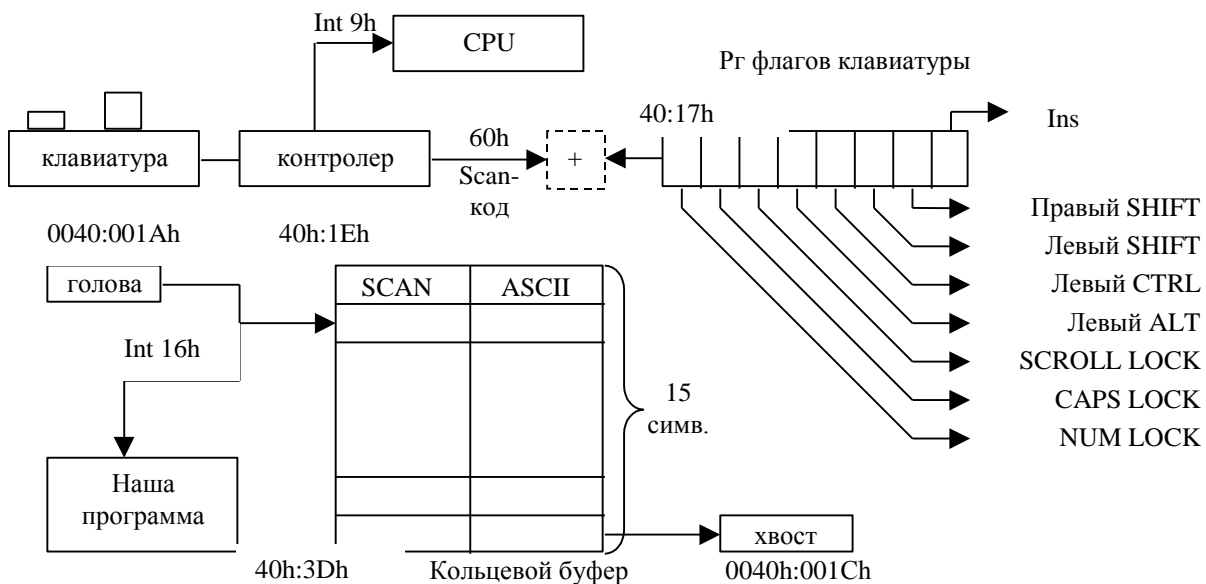 Int 9h
CPU
Рг флагов клавиатуры
40:17h
Ins
клавиатура
контролер
60h
Scan-
код
+
Правый SHIFT
Левый SHIFT
Левый CTRL
Левый ALT
SCROLL LOCK
CAPS LOCK
NUM LOCK
0040:001Ah
40h:1Eh
голова
SCAN
ASCII
Int 16h
15
симв.
Наша
программа
хвост
40h:3Dh
Кольцевой буфер
0040h:001Ch